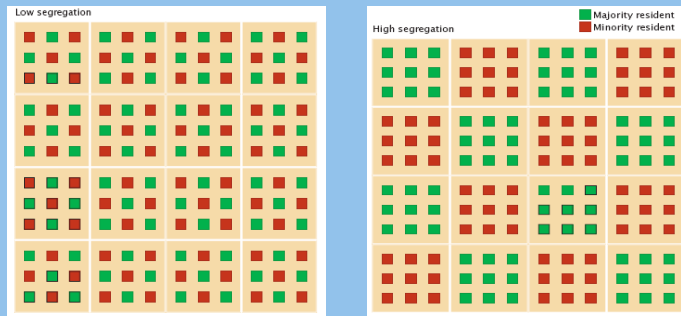 Low segregation
Majority resident
Minority resident
High segregation